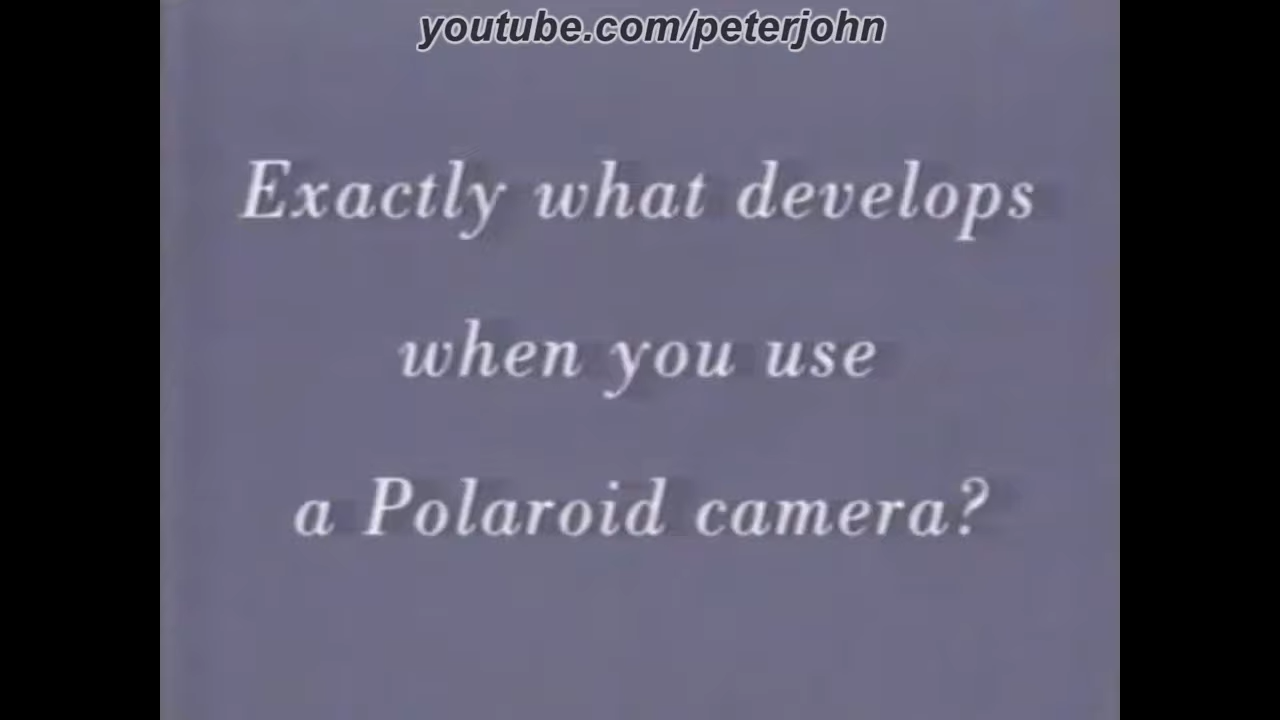 youtube.com/peterjohn
Exactly what develops
when you use
a Polaroid camera?